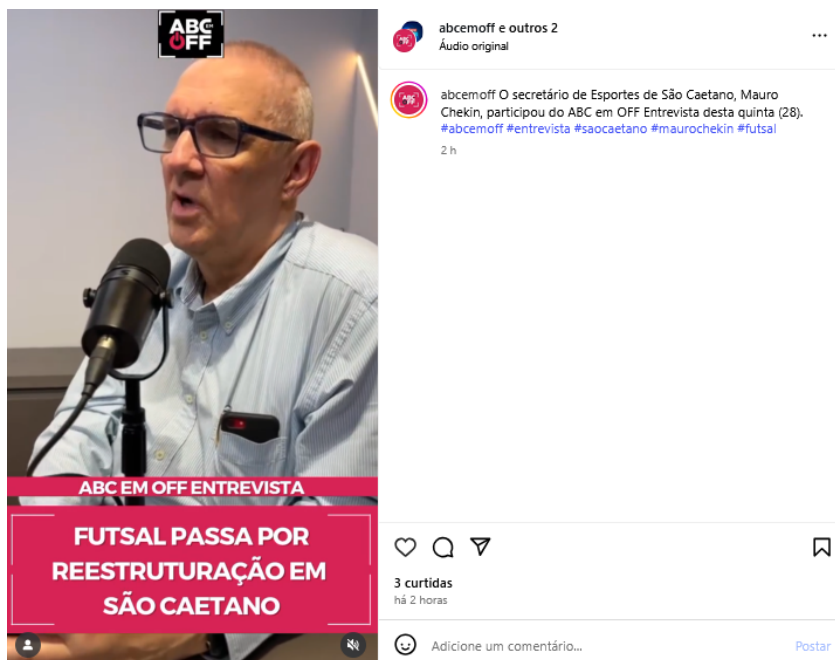 ABC EM
OFF
ABC EM OFF ENTREVISTA
FUTSAL PASSA POR
REESTRUTURAÇÃO EM
SÃO CAETANO
abcemoff e outros 2
Áudio original
abcemoff O secretário de Esportes de São Caetano, Mauro
Chekin, participou do ABC em OFF Entrevista desta quinta (28).
#abcemoff #entrevista #saocaetano #maurochekin #futsal
2 h
3 curtidas
há 2 horas
Adicione um comentário...
Postar